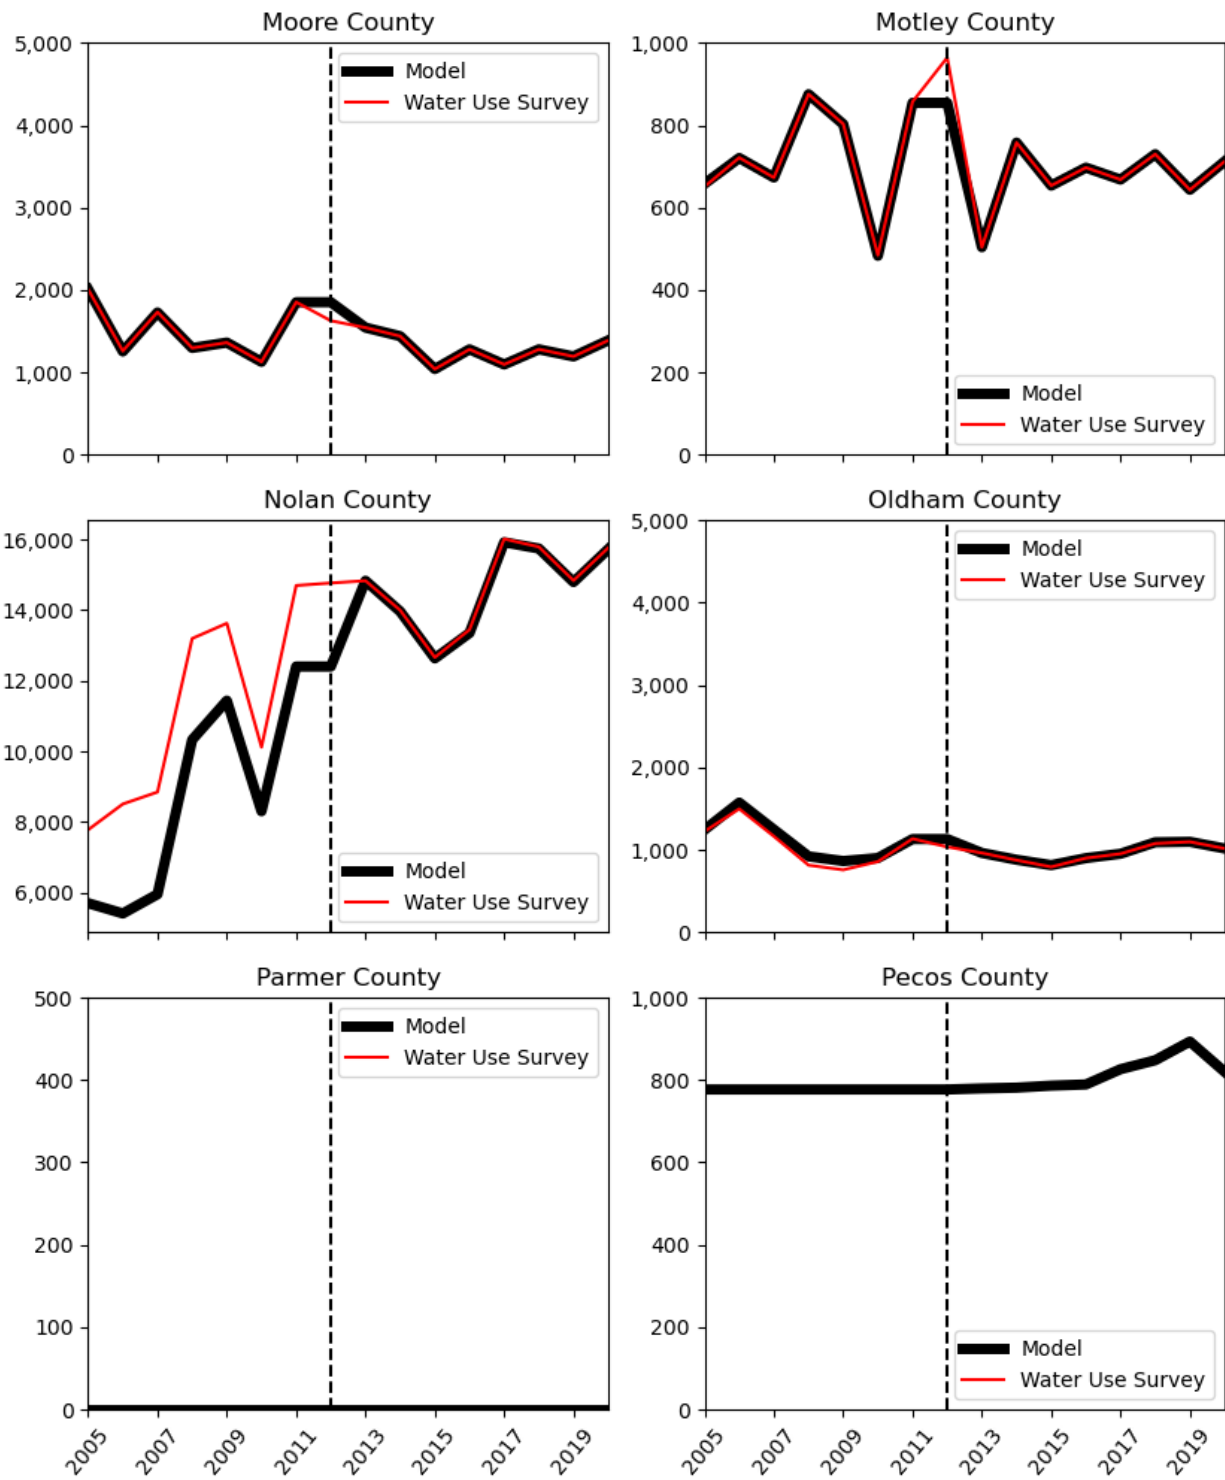 Moore County
5,000
4,000
3,000
2,000
1,000
0
Model
Water Use Survey
Motley County
1,000
800
600
400
200
0
Model
Water Use Survey
Nolan County
16,000
14,000
12,000
10,000
8,000
6,000
Model
Water Use Survey
Oldham County
5,000
4,000
3,000
2,000
1,000
0
Model
Water Use Survey
Parmer County
500
400
300
200
100
0
Model
Water Use Survey
2005
2007
2009
2011
2013
2015
2017
2019
Pecos County
1,000
800
600
400
200
0
Model
Water Use Survey
2005
2007
2009
2011
2013
2015
2017
2019